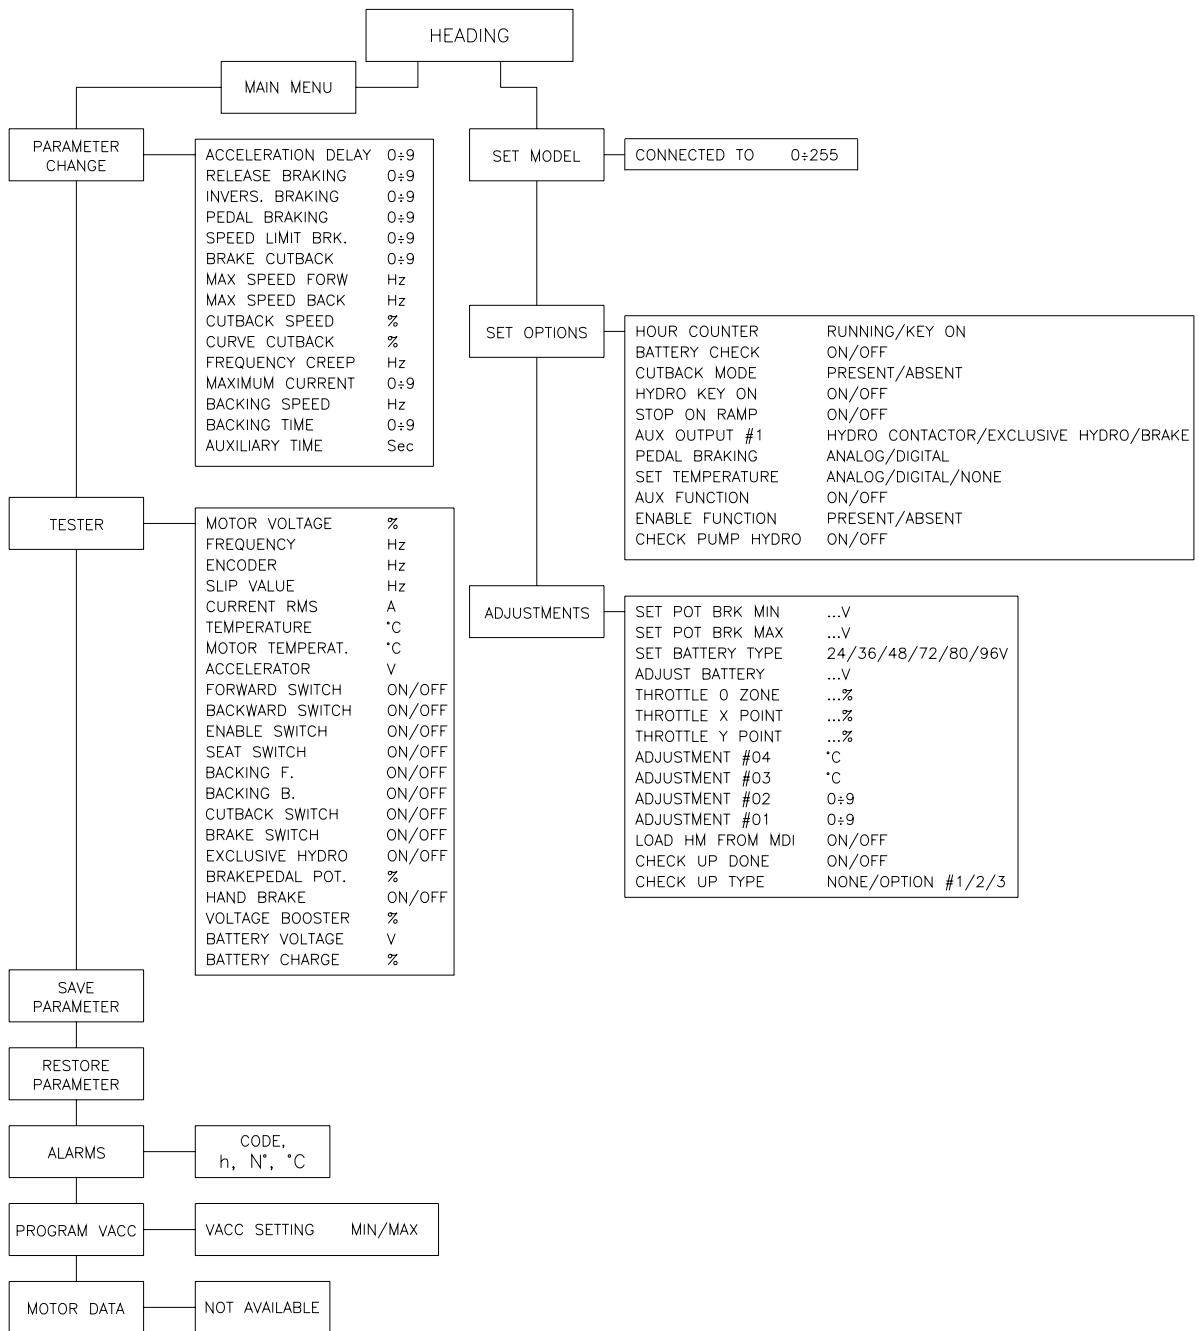 HEADING
MAIN MENU
PARAMETER
CHANGE
ACCELERATION DELAY 0÷9
RELEASE BRAKING 0÷9
INVERS. BRAKING 0÷9
PEDAL BRAKING 0÷9
SPEED LIMIT BRK. 0÷9
BRAKE CUTBACK 0÷9
MAX SPEED FORW Hz
MAX SPEED BACK Hz
CUTBACK SPEED %
CURVE CUTBACK %
FREQUENCY CREEP Hz
MAXIMUM CURRENT 0÷9
BACKING SPEED Hz
BACKING TIME 0÷9
AUXILIARY TIME Sec
TESTER
MOTOR VOLTAGE %
FREQUENCY Hz
ENCODER Hz
SLIP VALUE Hz
CURRENT RMS A
TEMPERATURE °C
MOTOR TEMPERAT. °C
ACCELERATOR V
FORWARD SWITCH ON/OFF
BACKWARD SWITCH ON/OFF
ENABLE SWITCH ON/OFF
SEAT SWITCH ON/OFF
BACKING F. ON/OFF
BACKING B. ON/OFF
CUTBACK SWITCH ON/OFF
BRAKE SWITCH ON/OFF
EXCLUSIVE HYDRO ON/OFF
BRAKEPEDAL POT. %
HAND BRAKE ON/OFF
VOLTAGE BOOSTER %
BATTERY VOLTAGE V
BATTERY CHARGE %
SAVE
PARAMETER
RESTORE
PARAMETER
ALARMS
CODE,
h, N°, °C
PROGRAM VACC
VACC SETTING MIN/MAX
MOTOR DATA
NOT AVAILABLE
SET MODEL
CONNECTED TO 0÷255
SET OPTIONS
HOUR COUNTER RUNNING/KEY ON
BATTERY CHECK ON/OFF
CUTBACK MODE PRESENT/ABSENT
HYDRO KEY ON ON/OFF
STOP ON RAMP ON/OFF
AUX OUTPUT #1 HYDRO CONTACTOR/EXCLUSIVE HYDRO/BRAKE
PEDAL BRAKING ANALOG/DIGITAL
SET TEMPERATURE ANALOG/DIGITAL/NONE
AUX FUNCTION ON/OFF
ENABLE FUNCTION PRESENT/ABSENT
CHECK PUMP HYDRO ON/OFF
ADJUSTMENTS
SET POT BRK MIN ...V
SET POT BRK MAX ...V
SET BATTERY TYPE 24/36/48/72/80/96V
ADJUST BATTERY ...V
THROTTLE 0 ZONE ...%
THROTTLE X POINT ...%
THROTTLE Y POINT ...%
ADJUSTMENT #04 °C
ADJUSTMENT #03 °C
ADJUSTMENT #02 0÷9
ADJUSTMENT #01 0÷9
LOAD HM FROM MDI ON/OFF
CHECK UP DONE ON/OFF
CHECK UP TYPE NONE/OPTION #1/2/3